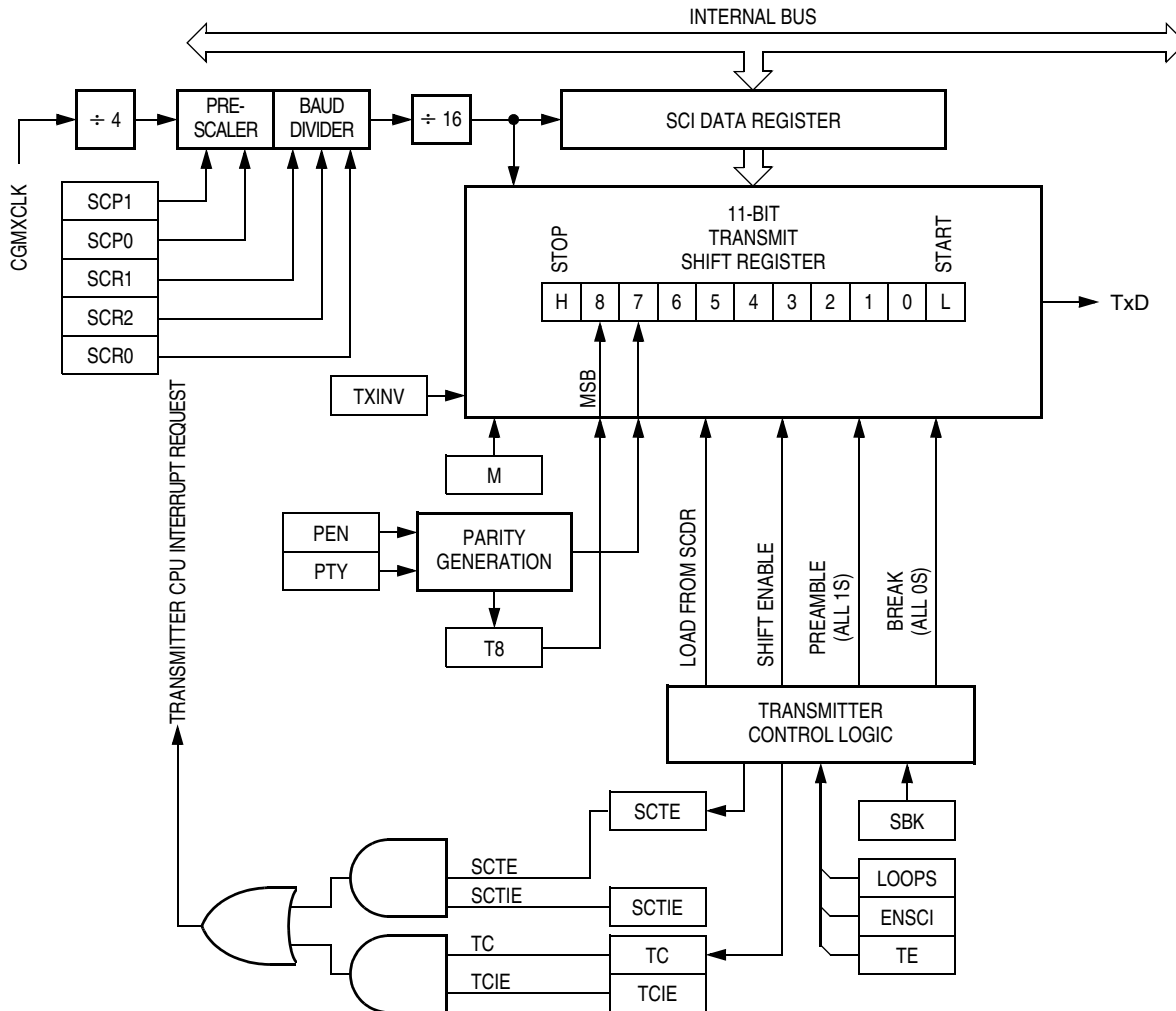 INTERNAL BUS
÷ 4
PRE-
SCALER
BAUD
DIVIDER
÷ 16
SCI DATA REGISTER
CGMXCLK
SCP1
SCP0
SCR1
SCR2
SCR0
11-BIT
TRANSMIT
SHIFT REGISTER
STOP
START
H 8 7 6 5 4 3 2 1 0 L
TxD
MSB
TXINV
M
TRANSMITTER CPU INTERRUPT REQUEST
PEN
PTY
PARITY
GENERATION
T8
LOAD FROM SCDR
SHIFT ENABLE
PREAMBLE
(ALL 1S)
BREAK
(ALL 0S)
TRANSMITTER
CONTROL LOGIC
SCTE
SBK
SCTE
SCTIE
SCTIE
LOOPS
ENSCI
TE
TC
TC
TCIE
TCIE